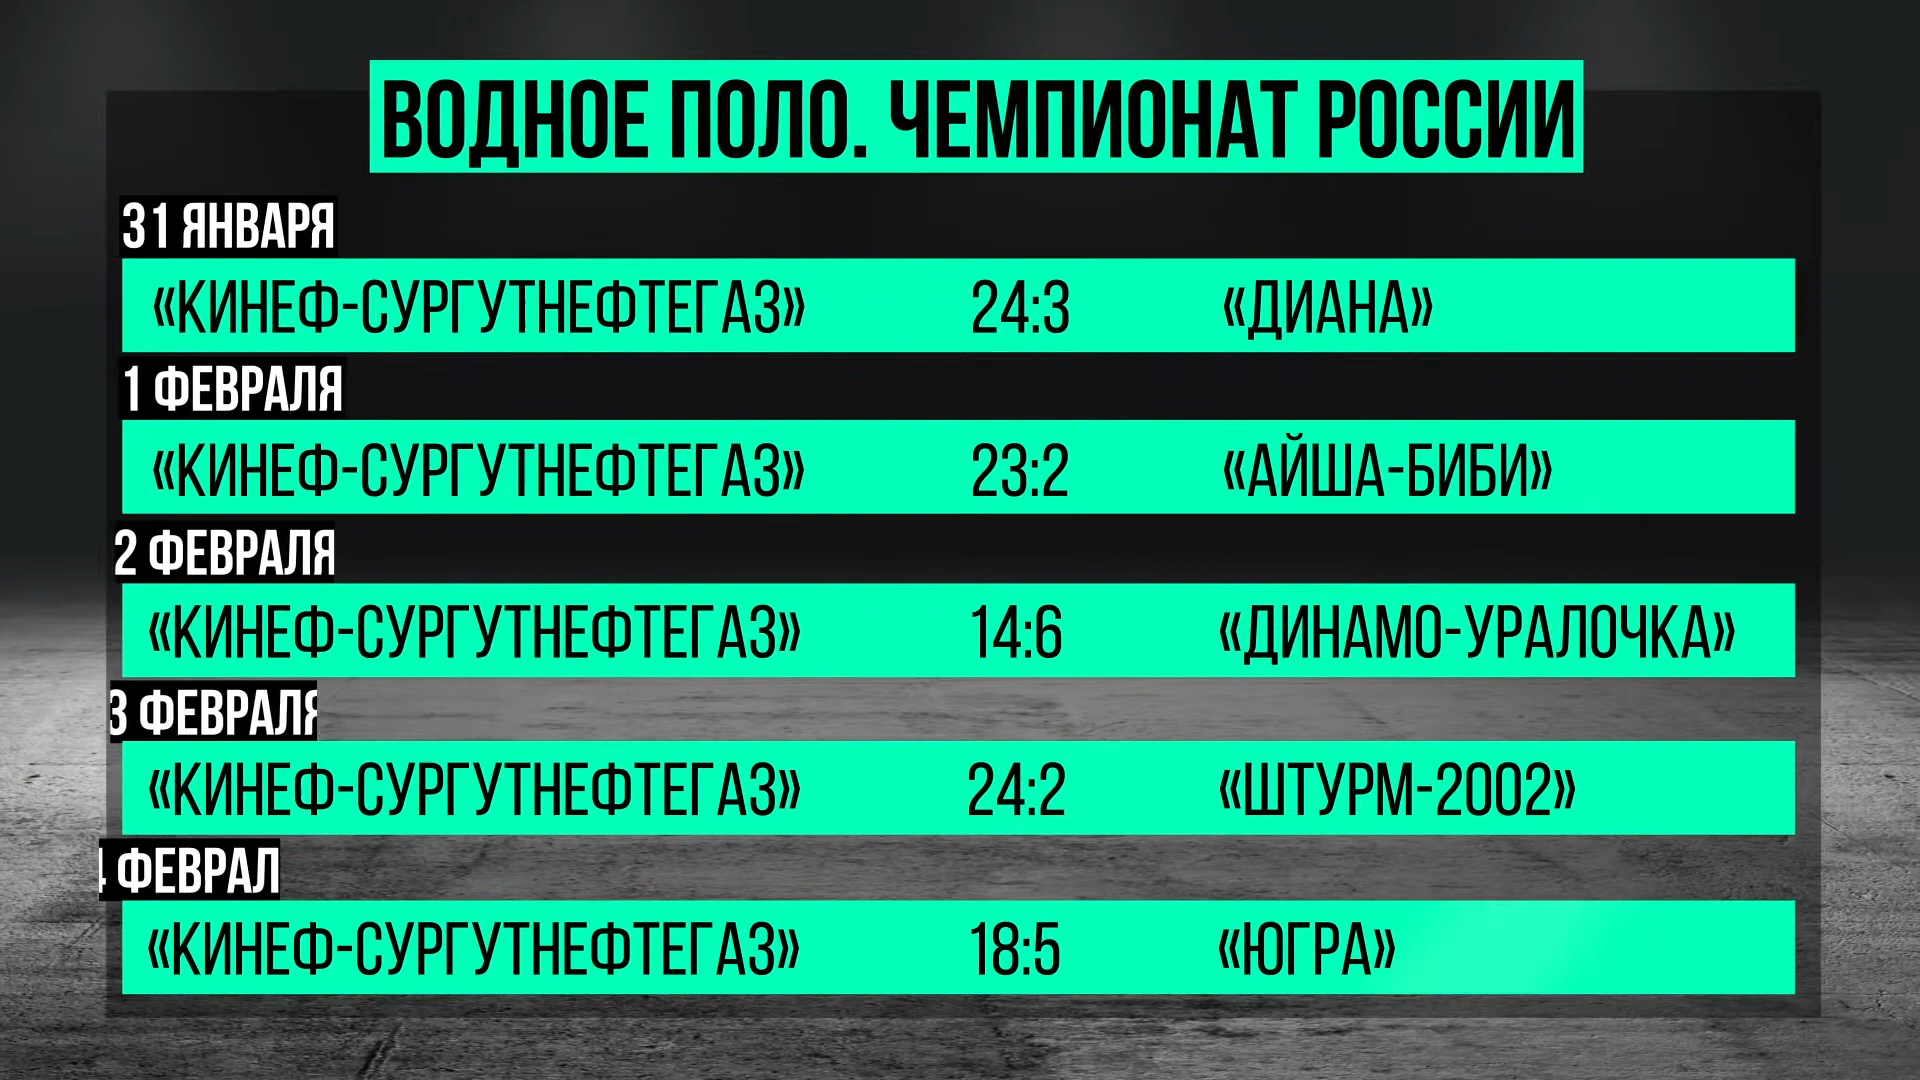 ВОДНОЕ ПОЛО. ЧЕМПИОНАТ РОССИИ
31 ЯНВАРЯ
«КИНЕФ-СУРГУТНЕФТЕГАЗ» 24:3 «ДИАНА»
1 ФЕВРАЛЯ
«КИНЕФ-СУРГУТНЕФТЕГАЗ» 23:2 «АЙША-БИБИ»
2 ФЕВРАЛЯ
«КИНЕФ-СУРГУТНЕФТЕГАЗ» 14:6 «ДИНАМО-УРАЛОЧКА»
3 ФЕВРАЛЯ
«КИНЕФ-СУРГУТНЕФТЕГАЗ» 24:2 «ШТУРМ-2002»
4 ФЕВРАЛ
«КИНЕФ-СУРГУТНЕФТЕГАЗ» 18:5 «ЮГРА»